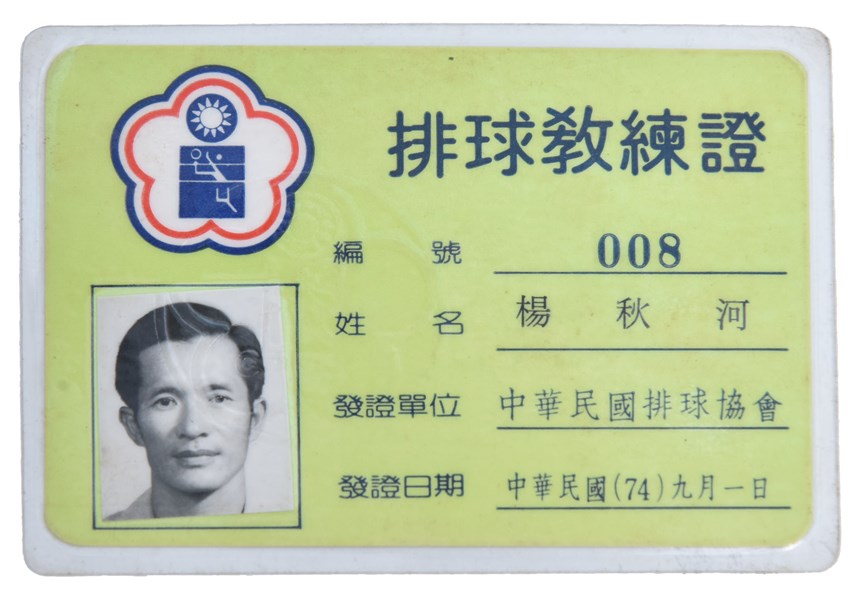 排球教練證
編號 008
姓名 楊秋河
發證單位 中華民國排球協會
發證日期 中華民國(74)九月一日